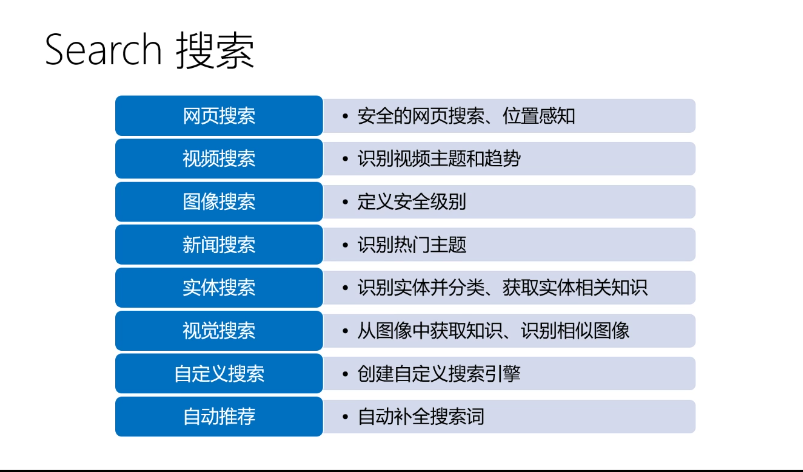 Search 搜索
网页搜索
• 安全的网页搜索、位置感知
视频搜索
• 识别视频主题和趋势
图像搜索
• 定义安全级别
新闻搜索
• 识别热门主题
实体搜索
• 识别实体并分类、获取实体相关知识
视觉搜索
• 从图像中获取知识、识别相似图像
自定义搜索
• 创建自定义搜索引擎
自动推荐
• 自动补全搜索词